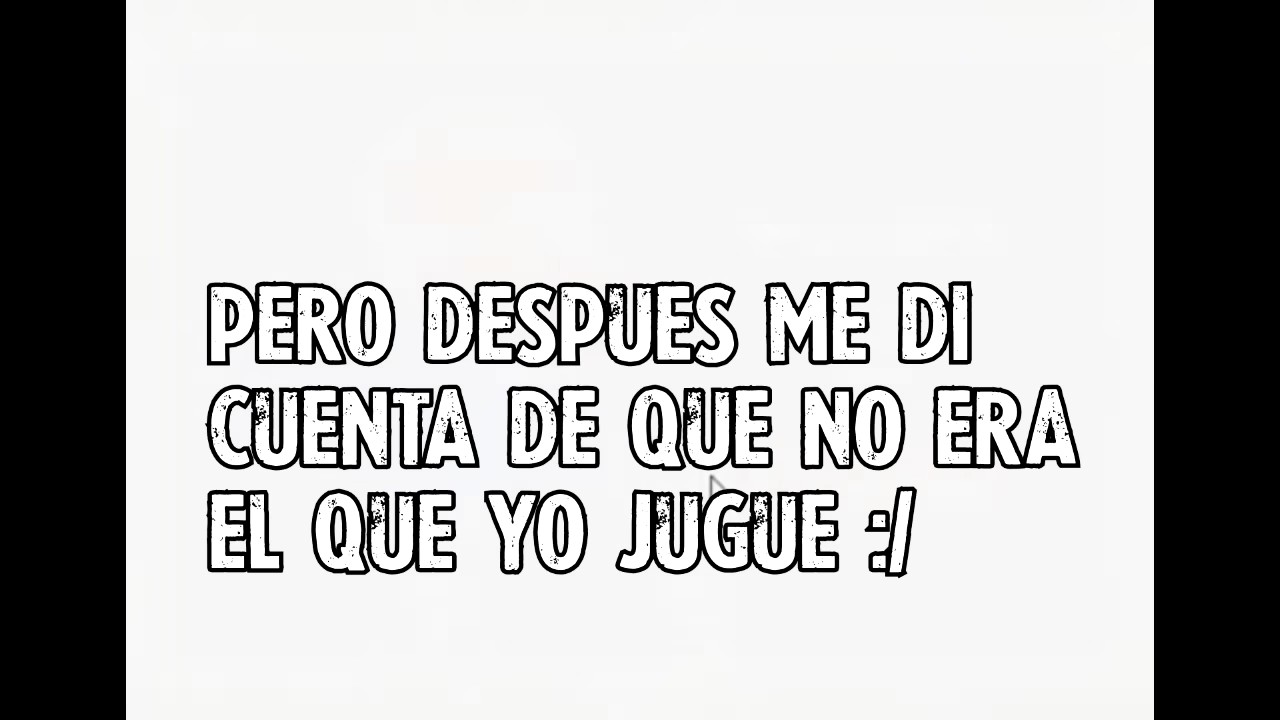 PERO DESPUES ME DI
CUENTA DE QUE NO ERA
EL QUE YO JUGUE :/